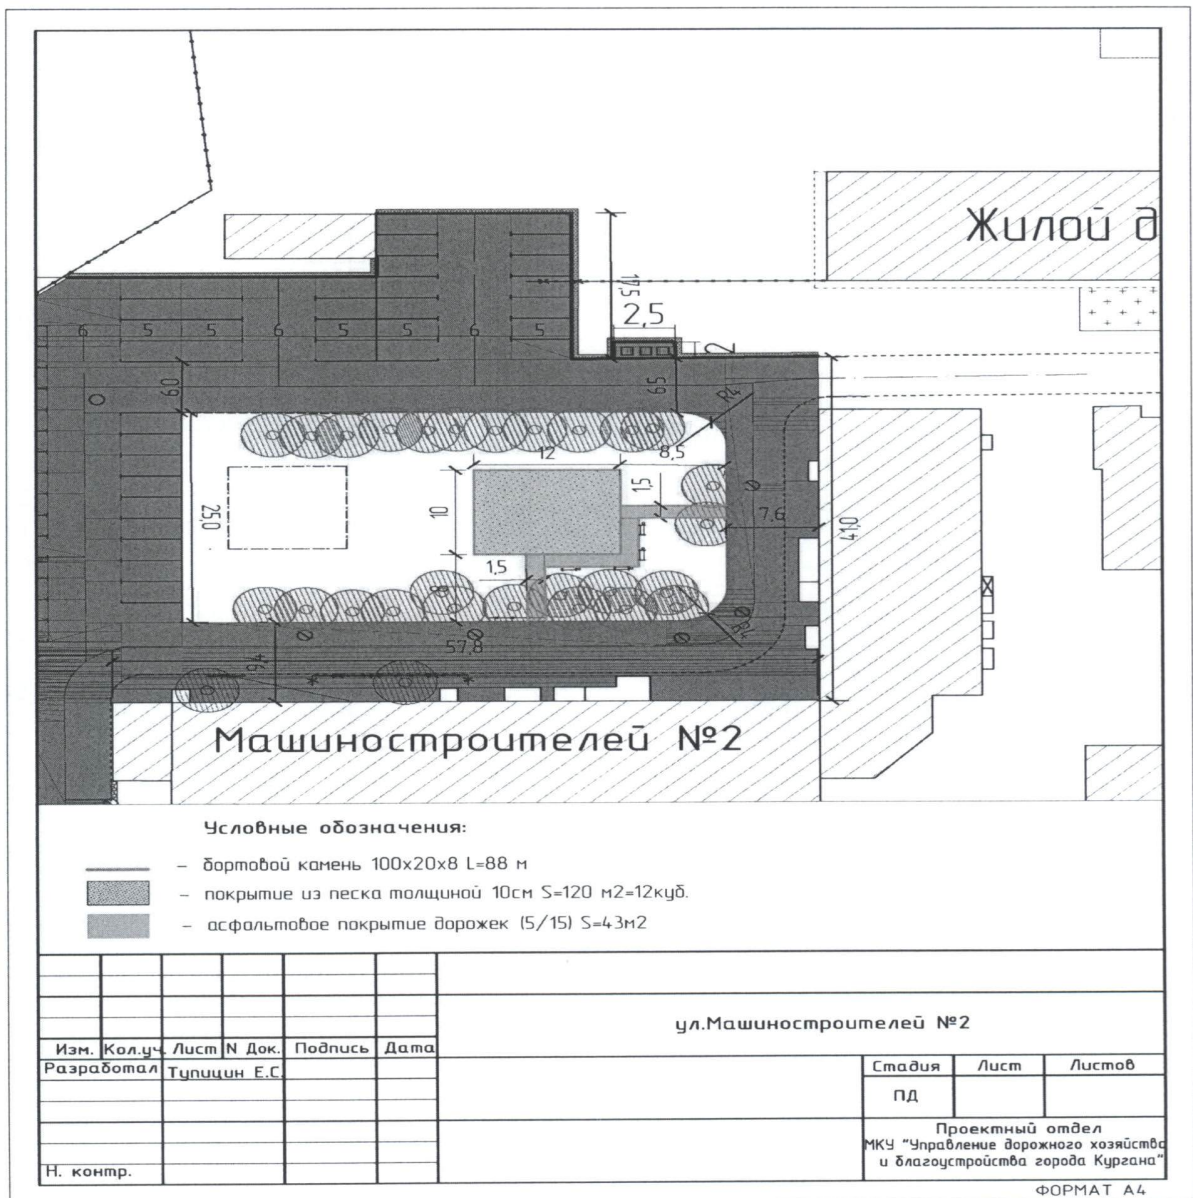 Жилой д
17,5
2,5
2
6 5 5 6 5 5 6 5
6,0
6,5
R4
12
8,5
1,5
25,0
10
7,6
41,0
1,5
8
57,8
9,4
Машиностроителей №2
Условные обозначения:
– бортовой камень 100х20х8 L=88 м
– покрытие из песка толщиной 10см S=120 м2=12куб.
– асфальтовое покрытие дорожек (5/15) S=43м2
ул.Машиностроителей №2
Изм. Кол.уч. Лист N Док. Подпись Дата
Разработал Тупицин Е.С.
Стадия Лист Листов
ПД
Н. контр.
Проектный отдел
МКУ "Управление дорожного хозяйства
и благоустройства города Кургана"
ФОРМАТ А4